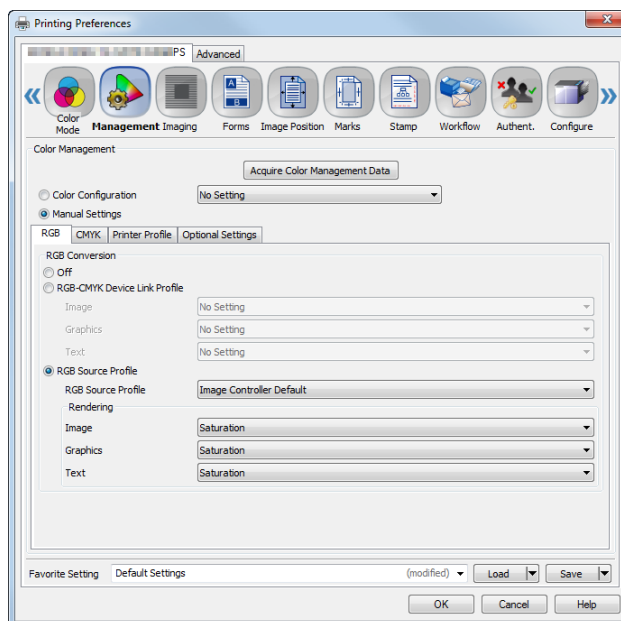 Printing Preferences
PS Advanced
Color Mode Management Imaging Forms Image Position Marks Stamp Workflow Authent. Configure
Color Management
Acquire Color Management Data
Color Configuration No Setting
Manual Settings
RGB CMYK Printer Profile Optional Settings
RGB Conversion
Off
RGB-CMYK Device Link Profile
Image No Setting
Graphics No Setting
Text No Setting
RGB Source Profile
RGB Source Profile Image Controller Default
Rendering
Image Saturation
Graphics Saturation
Text Saturation
Favorite Setting Default Settings (modified) Load Save
OK Cancel Help